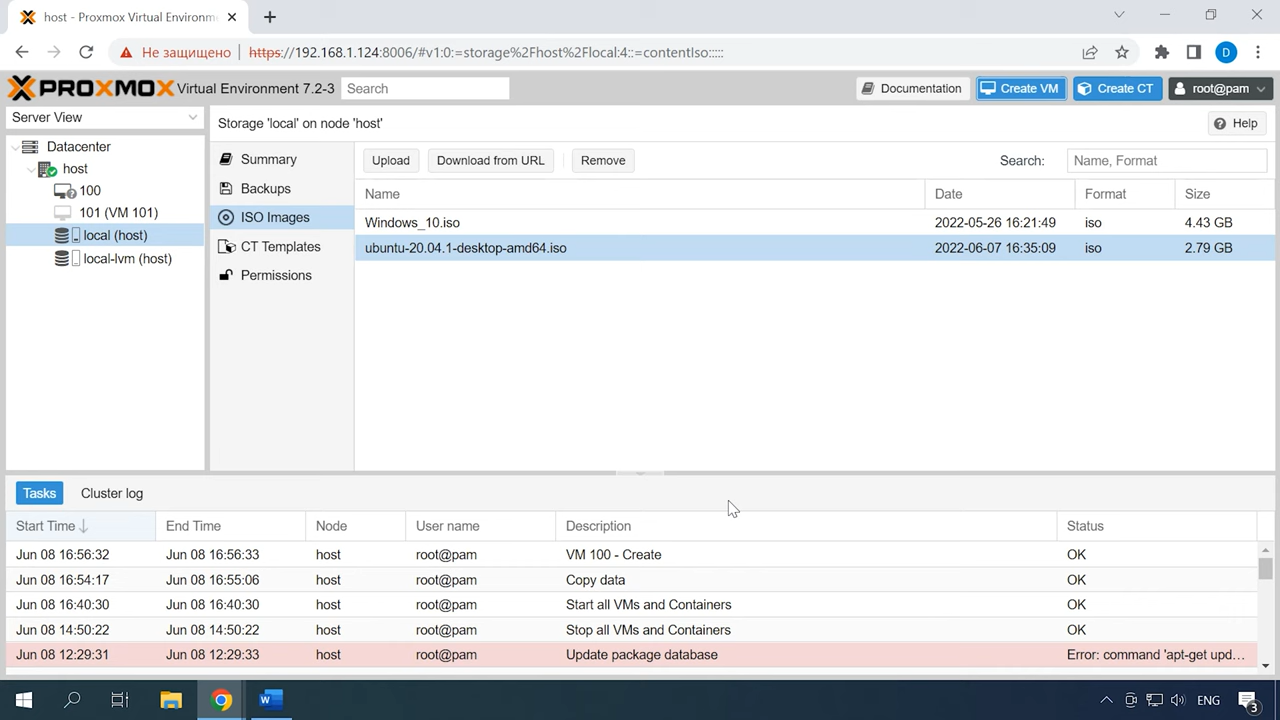 host - Proxmox Virtual Environm
Не защищено https://192.168.1.124:8006/#v1:0:=storage%2Fhost%2Flocal:4::=contentIso:::::
D
PROXMOX Virtual Environment 7.2-3 Search Documentation Create VM Create CT root@pam
Server View
Storage 'local' on node 'host' Help
Datacenter
host
100
101 (VM 101)
local (host)
local-lvm (host)
Summary
Backups
ISO Images
CT Templates
Permissions
Upload Download from URL Remove Search: Name, Format
Name Date Format Size
Windows_10.iso 2022-05-26 16:21:49 iso 4.43 GB
ubuntu-20.04.1-desktop-amd64.iso 2022-06-07 16:35:09 iso 2.79 GB
Tasks Cluster log
Start Time End Time Node User name Description Status
Jun 08 16:56:32 Jun 08 16:56:33 host root@pam VM 100 - Create OK
Jun 08 16:54:17 Jun 08 16:55:06 host root@pam Copy data OK
Jun 08 16:40:30 Jun 08 16:40:30 host root@pam Start all VMs and Containers OK
Jun 08 14:50:22 Jun 08 14:50:22 host root@pam Stop all VMs and Containers OK
Jun 08 12:29:31 Jun 08 12:29:33 host root@pam Update package database Error: command 'apt-get upd...
W ENG 3